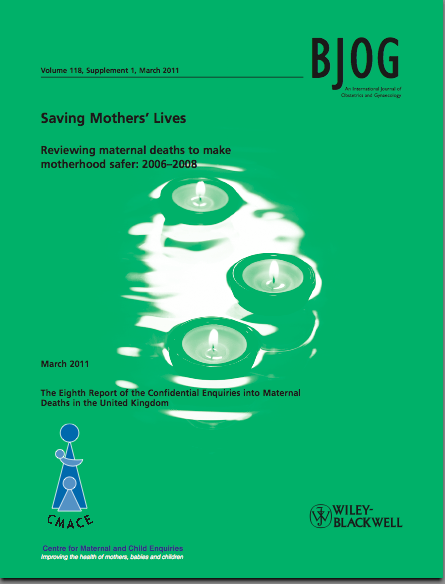 Volume 118, Supplement 1, March 2011
BJOG
An International Journal of
Obstetrics and Gynaecology
Saving Mothers' Lives
Reviewing maternal deaths to make
motherhood safer: 2006–2008
March 2011
The Eighth Report of the Confidential Enquiries into Maternal
Deaths in the United Kingdom
CMACE
Centre for Maternal and Child Enquiries
Improving the health of mothers, babies and children
WILEY-
BLACKWELL